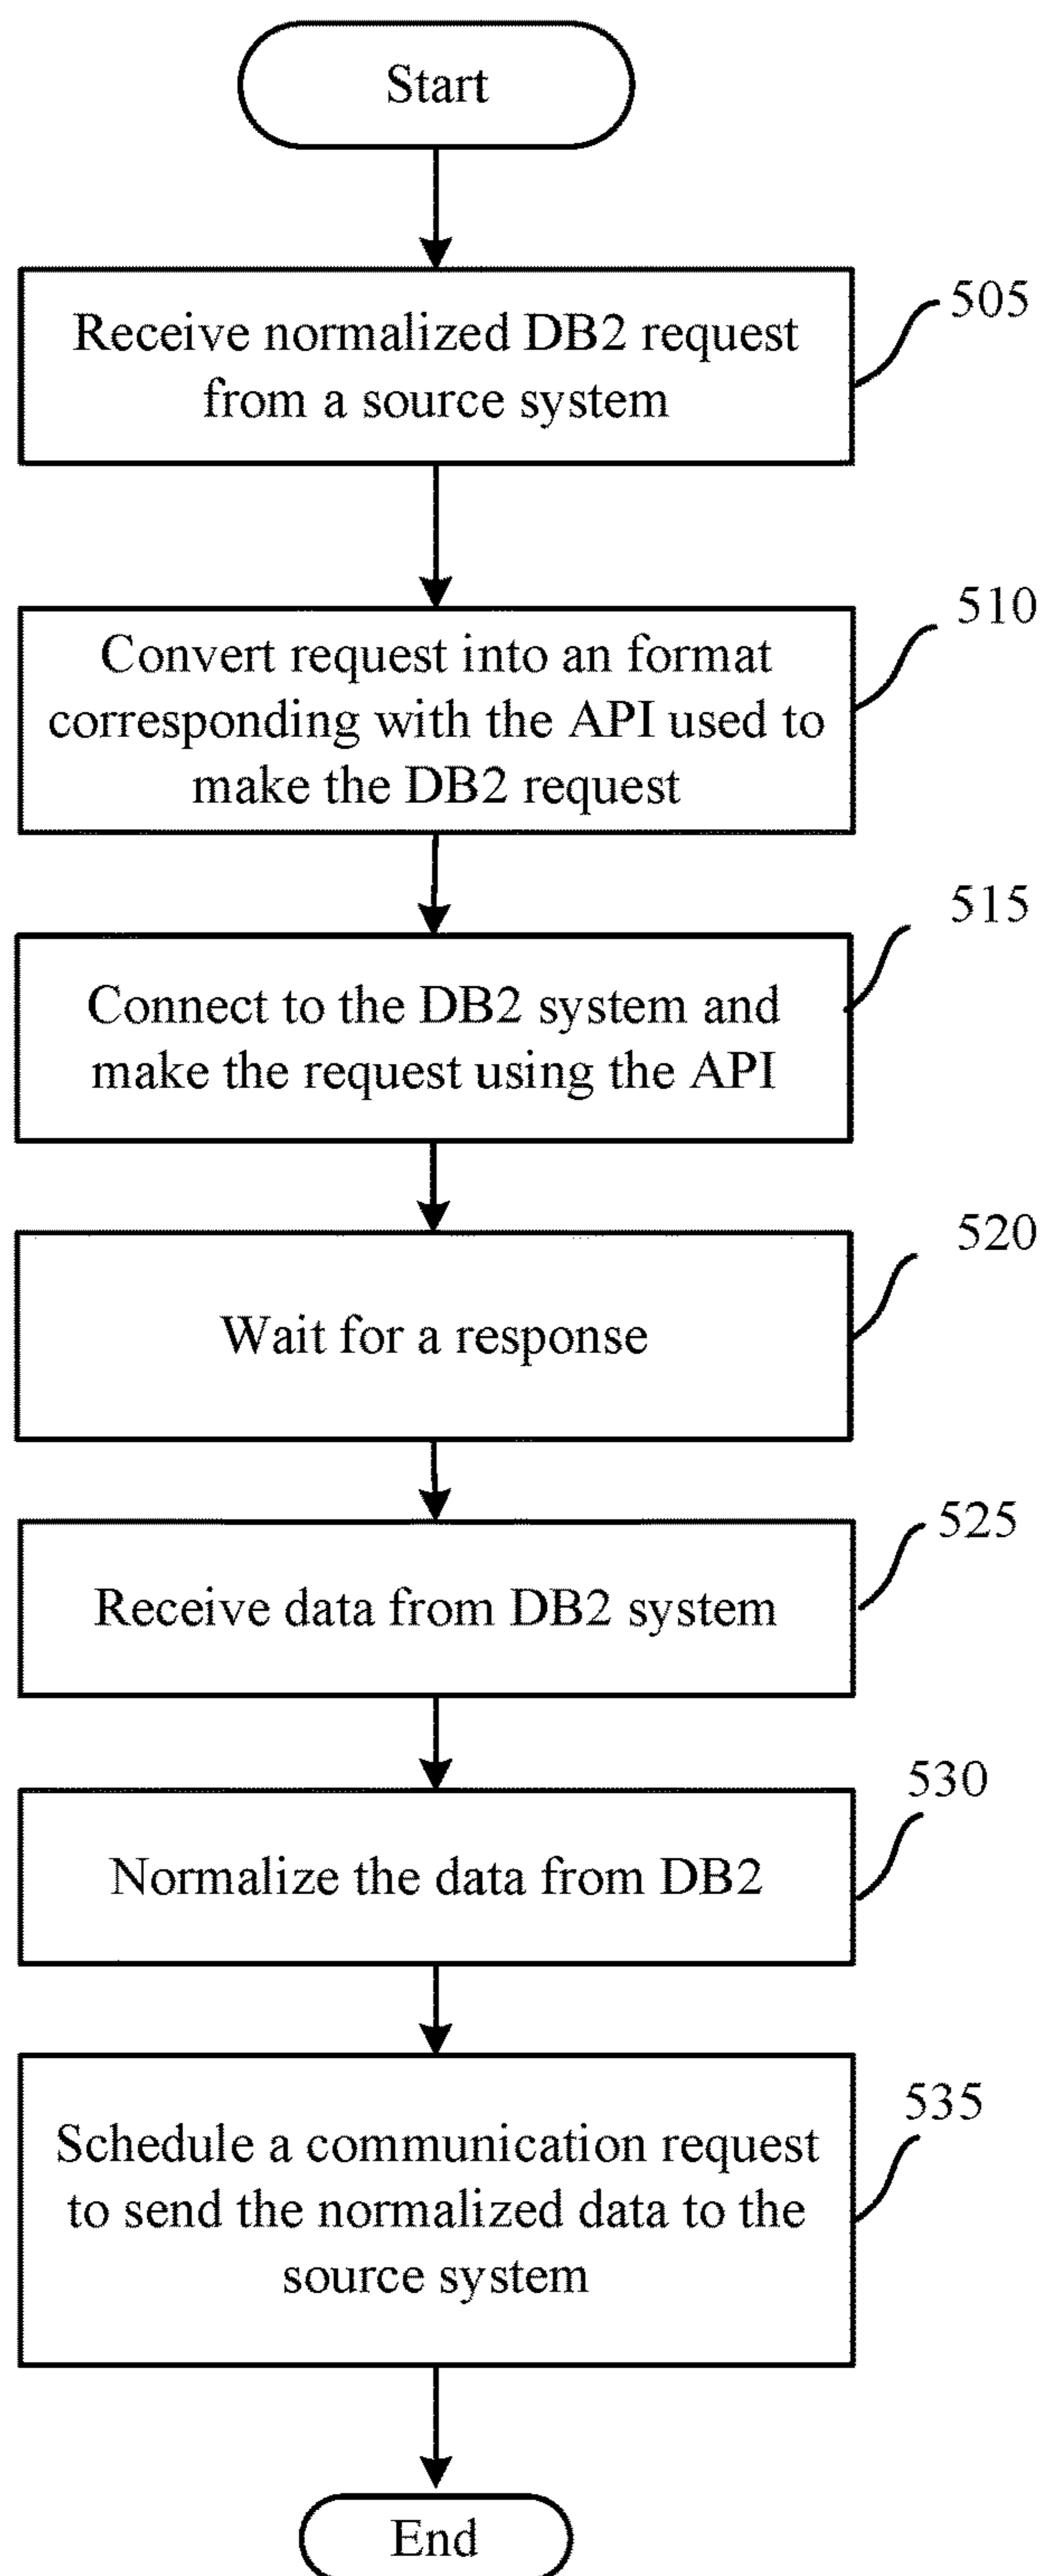 Start
Receive normalized DB2 request
from a source system
505
Convert request into an format
corresponding with the API used to
make the DB2 request
510
Connect to the DB2 system and
make the request using the API
515
Wait for a response
520
Receive data from DB2 system
525
Normalize the data from DB2
530
Schedule a communication request
to send the normalized data to the
source system
535
End